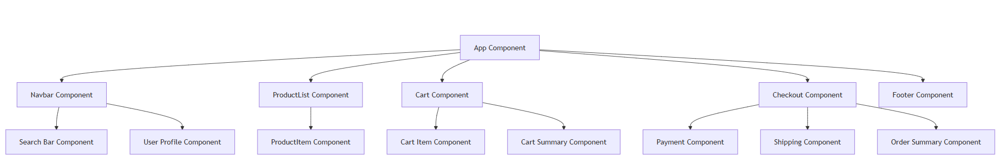 App Component
Navbar Component
ProductList Component
Cart Component
Checkout Component
Footer Component
Search Bar Component
User Profile Component
ProductItem Component
Cart Item Component
Cart Summary Component
Payment Component
Shipping Component
Order Summary Component